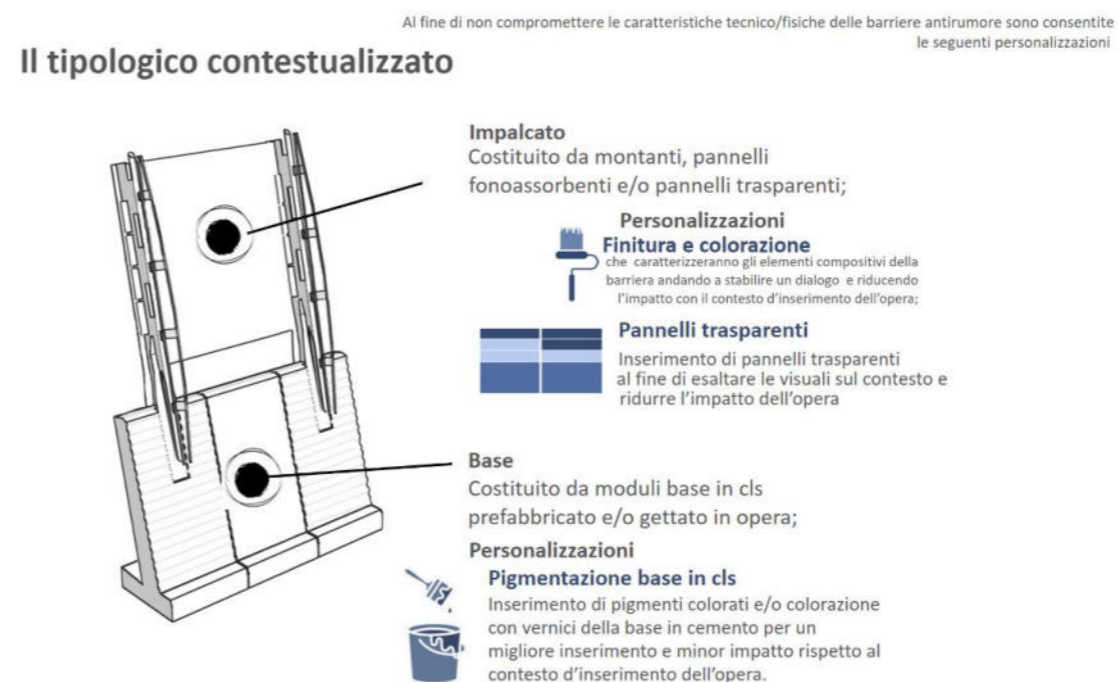 Al fine di non compromettere le caratteristiche tecnico/fisiche delle barriere antirumore sono consentite
le seguenti personalizzazioni
Il tipologico contestualizzato
Impalcato
Costituito da montanti, pannelli
fonoassorbenti e/o pannelli trasparenti;
Personalizzazioni
Finitura e colorazione
che caratterizzeranno gli elementi compositivi della
barriera andando a stabilire un dialogo e riducendo
l'impatto con il contesto d'inserimento dell'opera;
Pannelli trasparenti
Inserimento di pannelli trasparenti
al fine di esaltare le visuali sul contesto e
ridurre l'impatto dell'opera
Base
Costituito da moduli base in cls
prefabbricato e/o gettato in opera;
Personalizzazioni
Pigmentazione base in cls
Inserimento di pigmenti colorati e/o colorazione
con vernici della base in cemento per un
migliore inserimento e minor impatto rispetto al
contesto d'inserimento dell'opera.